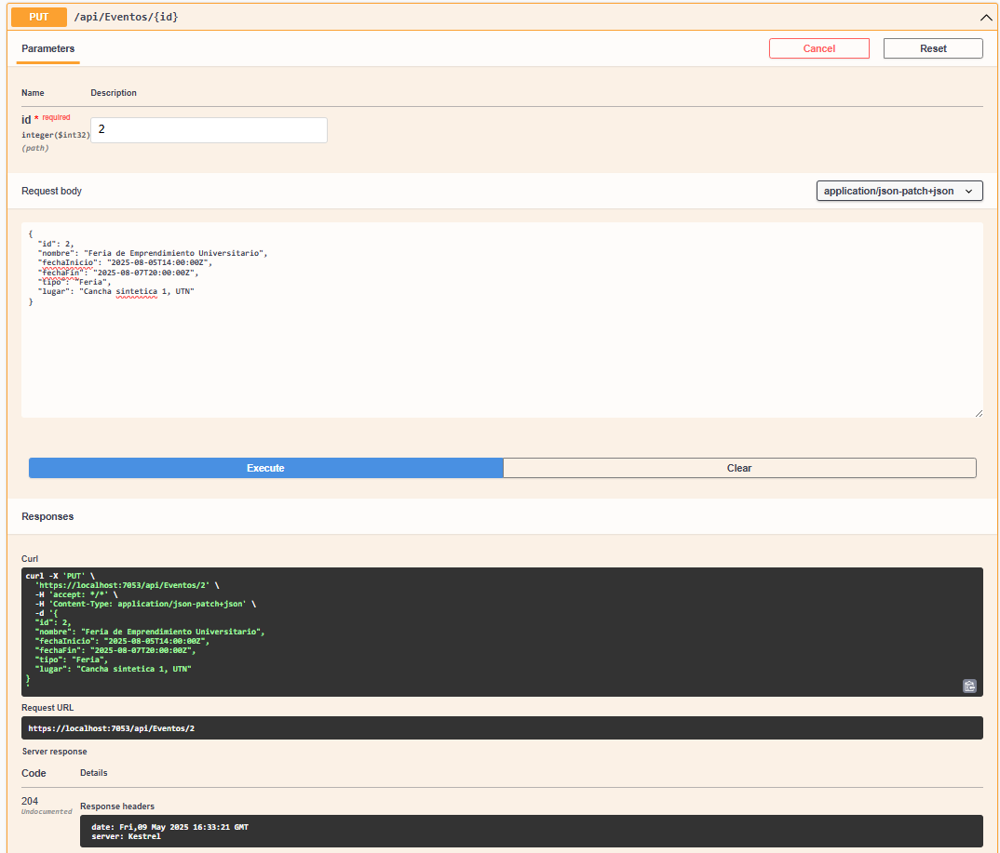 PUT /api/Eventos/{id}
Parameters
Cancel
Reset
Name Description
id * required
integer($int32)
(path)
2
Request body
application/json-patch+json
{
"id": 2,
"nombre": "Feria de Emprendimiento Universitario",
"fechaInicio": "2025-08-05T14:00:00Z",
"fechaFin": "2025-08-07T20:00:00Z",
"tipo": "Feria",
"lugar": "Cancha sintetica 1, UTN"
}
Execute
Clear
Responses
Curl
curl -X 'PUT' \
'https://localhost:7053/api/Eventos/2' \
-H 'accept: */*' \
-H 'Content-Type: application/json-patch+json' \
-d '{
"id": 2,
"nombre": "Feria de Emprendimiento Universitario",
"fechaInicio": "2025-08-05T14:00:00Z",
"fechaFin": "2025-08-07T20:00:00Z",
"tipo": "Feria",
"lugar": "Cancha sintetica 1, UTN"
}
'
Request URL
https://localhost:7053/api/Eventos/2
Server response
Code Details
204
Undocumented
Response headers
date: Fri,09 May 2025 16:33:21 GMT
server: Kestrel